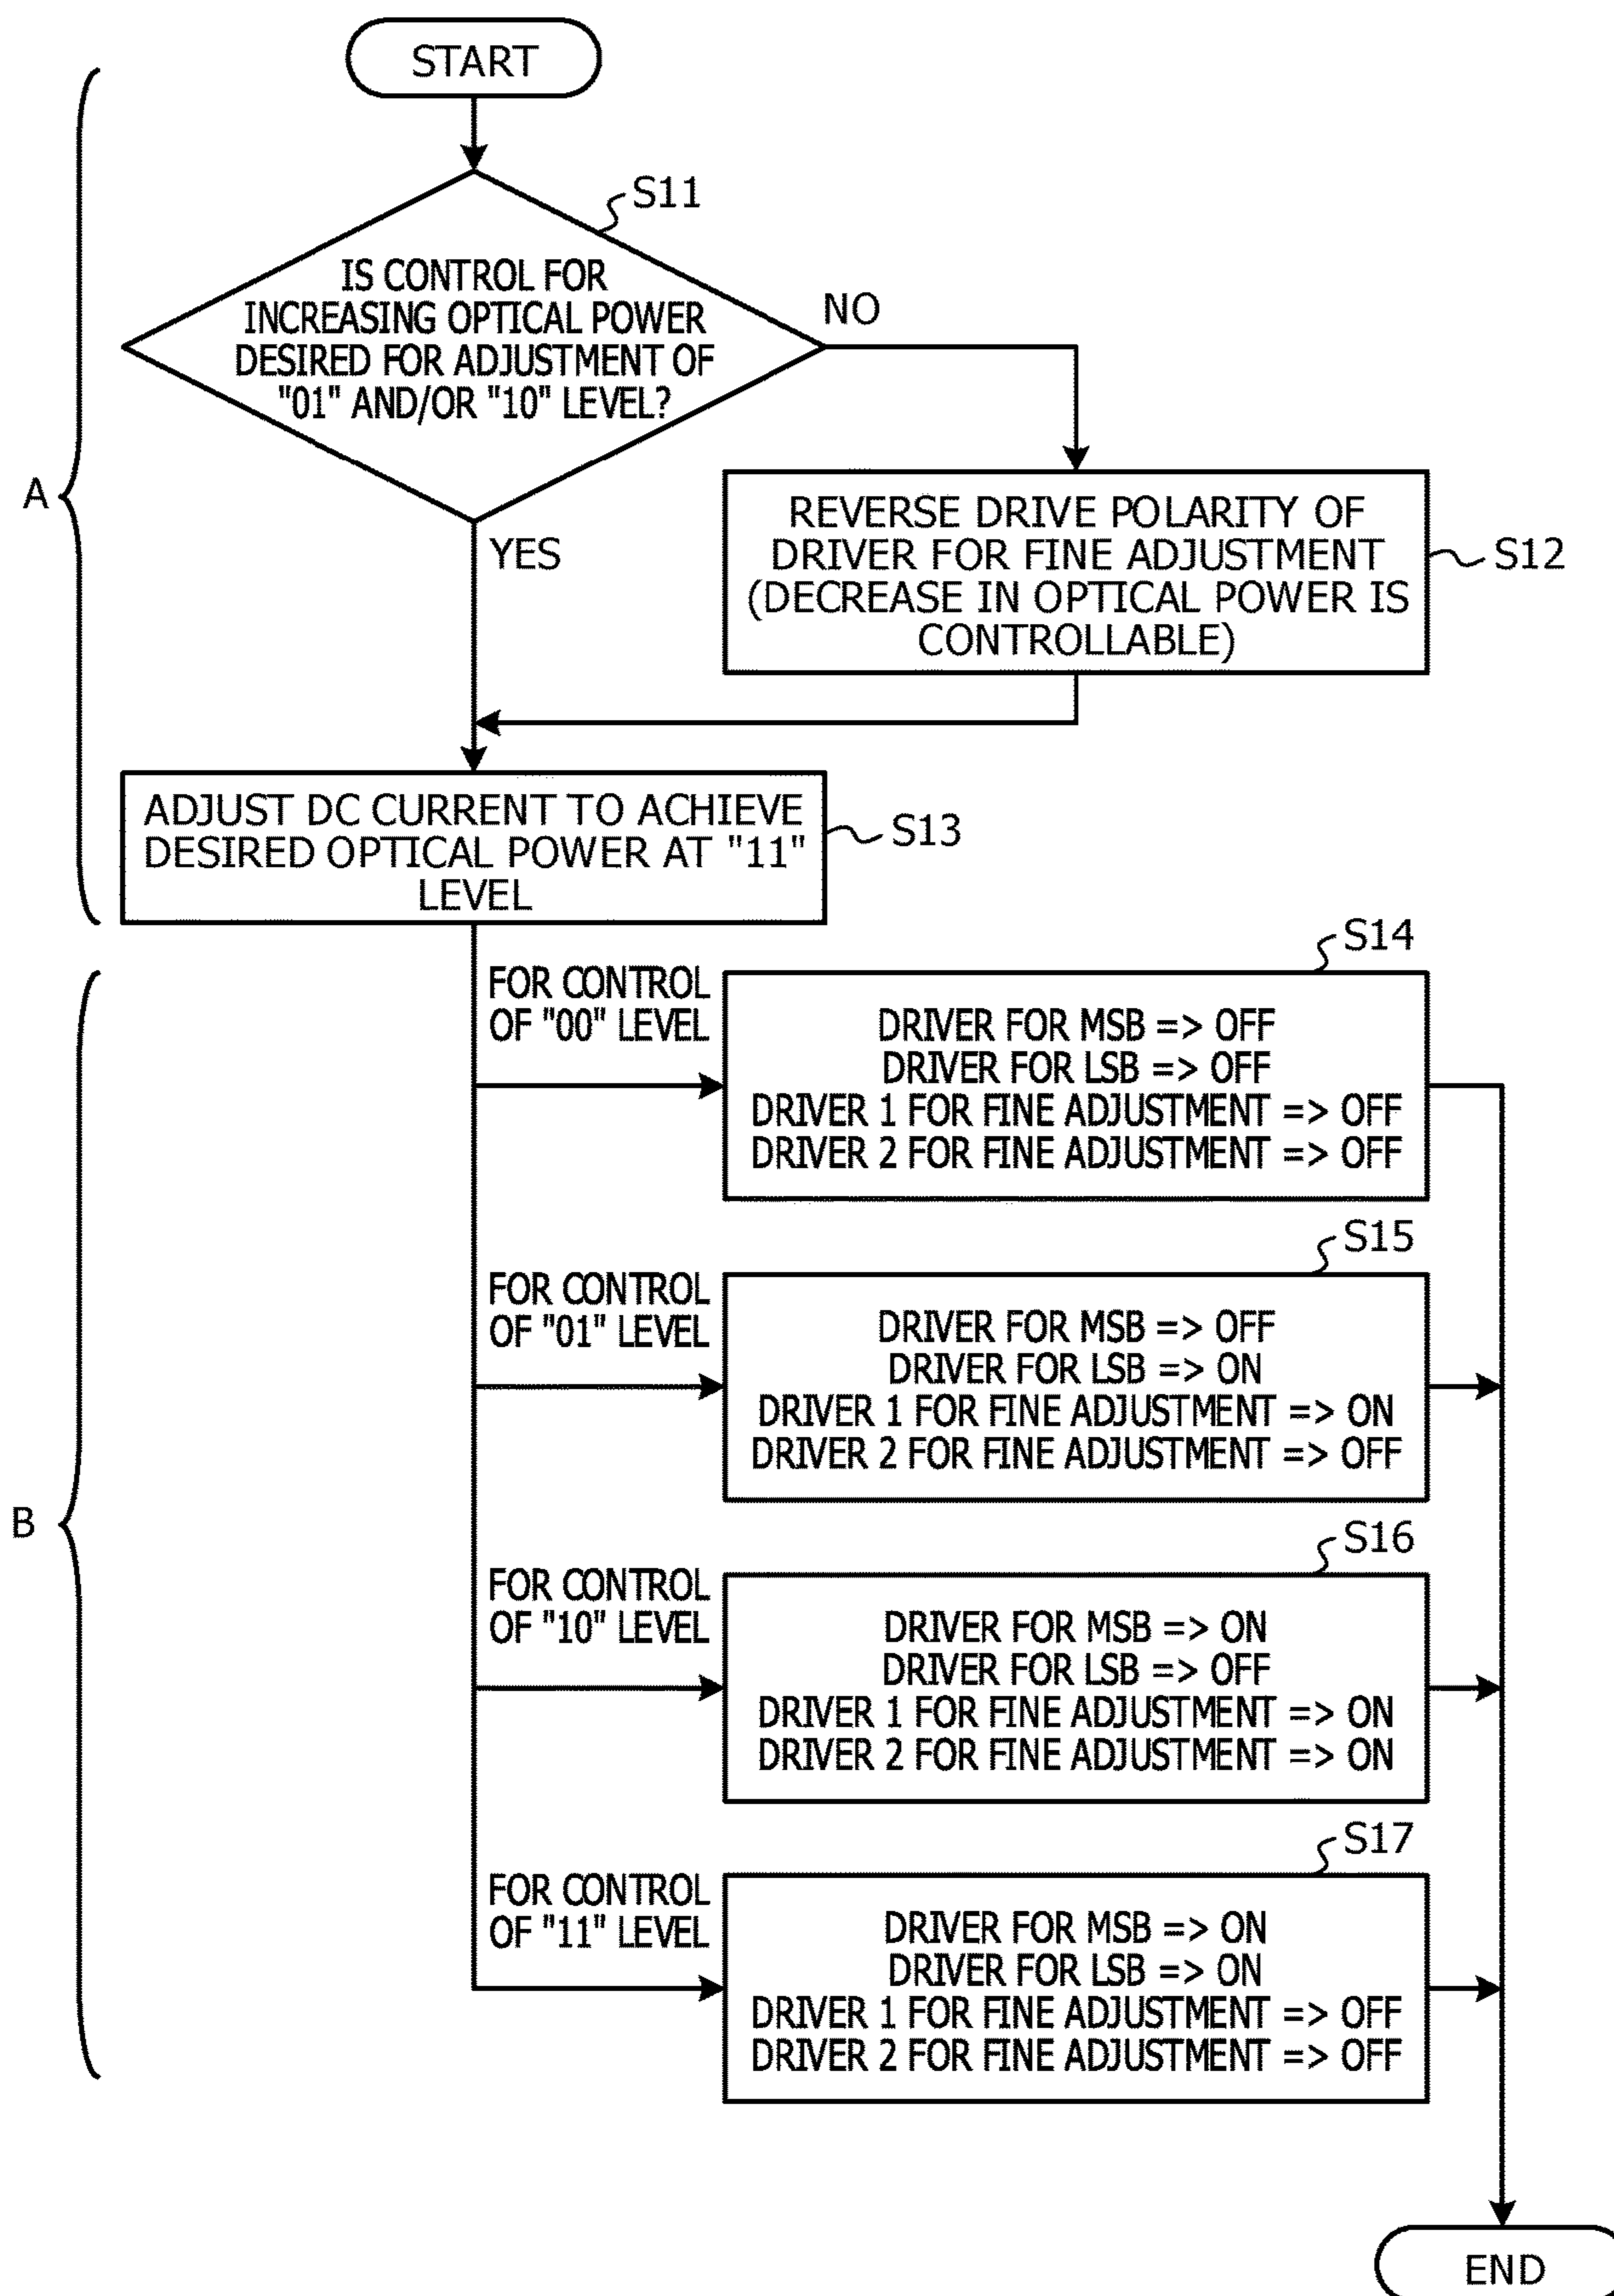 START
S11
IS CONTROL FOR
INCREASING OPTICAL POWER
DESIRED FOR ADJUSTMENT OF
"01" AND/OR "10" LEVEL?
NO
YES
REVERSE DRIVE POLARITY OF
DRIVER FOR FINE ADJUSTMENT
(DECREASE IN OPTICAL POWER IS
CONTROLLABLE)
S12
A
ADJUST DC CURRENT TO ACHIEVE
DESIRED OPTICAL POWER AT "11"
LEVEL
S13
FOR CONTROL
OF "00" LEVEL
S14
DRIVER FOR MSB => OFF
DRIVER FOR LSB => OFF
DRIVER 1 FOR FINE ADJUSTMENT => OFF
DRIVER 2 FOR FINE ADJUSTMENT => OFF
FOR CONTROL
OF "01" LEVEL
S15
DRIVER FOR MSB => OFF
DRIVER FOR LSB => ON
DRIVER 1 FOR FINE ADJUSTMENT => ON
DRIVER 2 FOR FINE ADJUSTMENT => OFF
B
FOR CONTROL
OF "10" LEVEL
S16
DRIVER FOR MSB => ON
DRIVER FOR LSB => OFF
DRIVER 1 FOR FINE ADJUSTMENT => ON
DRIVER 2 FOR FINE ADJUSTMENT => ON
FOR CONTROL
OF "11" LEVEL
S17
DRIVER FOR MSB => ON
DRIVER FOR LSB => ON
DRIVER 1 FOR FINE ADJUSTMENT => OFF
DRIVER 2 FOR FINE ADJUSTMENT => OFF
END